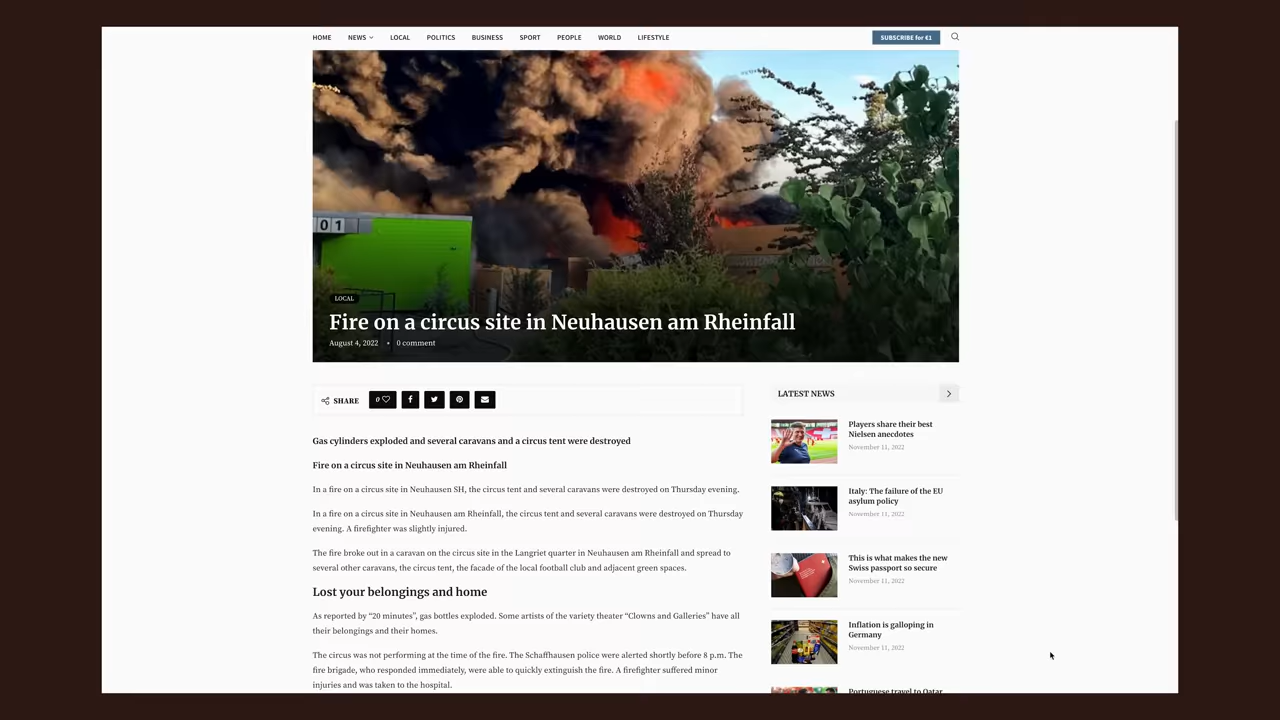 HOME NEWS LOCAL POLITICS BUSINESS SPORT PEOPLE WORLD LIFESTYLE SUBSCRIBE for €1
01
LOCAL
Fire on a circus site in Neuhausen am Rheinfall
August 4, 2022 • 0 comment
SHARE 0
Gas cylinders exploded and several caravans and a circus tent were destroyed
Fire on a circus site in Neuhausen am Rheinfall
In a fire on a circus site in Neuhausen SH, the circus tent and several caravans were destroyed on Thursday evening.
In a fire on a circus site in Neuhausen am Rheinfall, the circus tent and several caravans were destroyed on Thursday
evening. A firefighter was slightly injured.
The fire broke out in a caravan on the circus site in the Langriet quarter in Neuhausen am Rheinfall and spread to
several other caravans, the circus tent, the facade of the local football club and adjacent green spaces.
Lost your belongings and home
As reported by “20 minutes”, gas bottles exploded. Some artists of the variety theater “Clowns and Galleries” have all
their belongings and their homes.
The circus was not performing at the time of the fire. The Schaffhausen police were alerted shortly before 8 p.m. The
fire brigade, who responded immediately, were able to quickly extinguish the fire. A firefighter suffered minor
injuries and was taken to the hospital.
LATEST NEWS
Players share their best
Nielsen anecdotes
November 11, 2022
Italy: The failure of the EU
asylum policy
November 11, 2022
This is what makes the new
Swiss passport so secure
November 11, 2022
Inflation is galloping in
Germany
November 11, 2022
Portuguese travel to Qatar